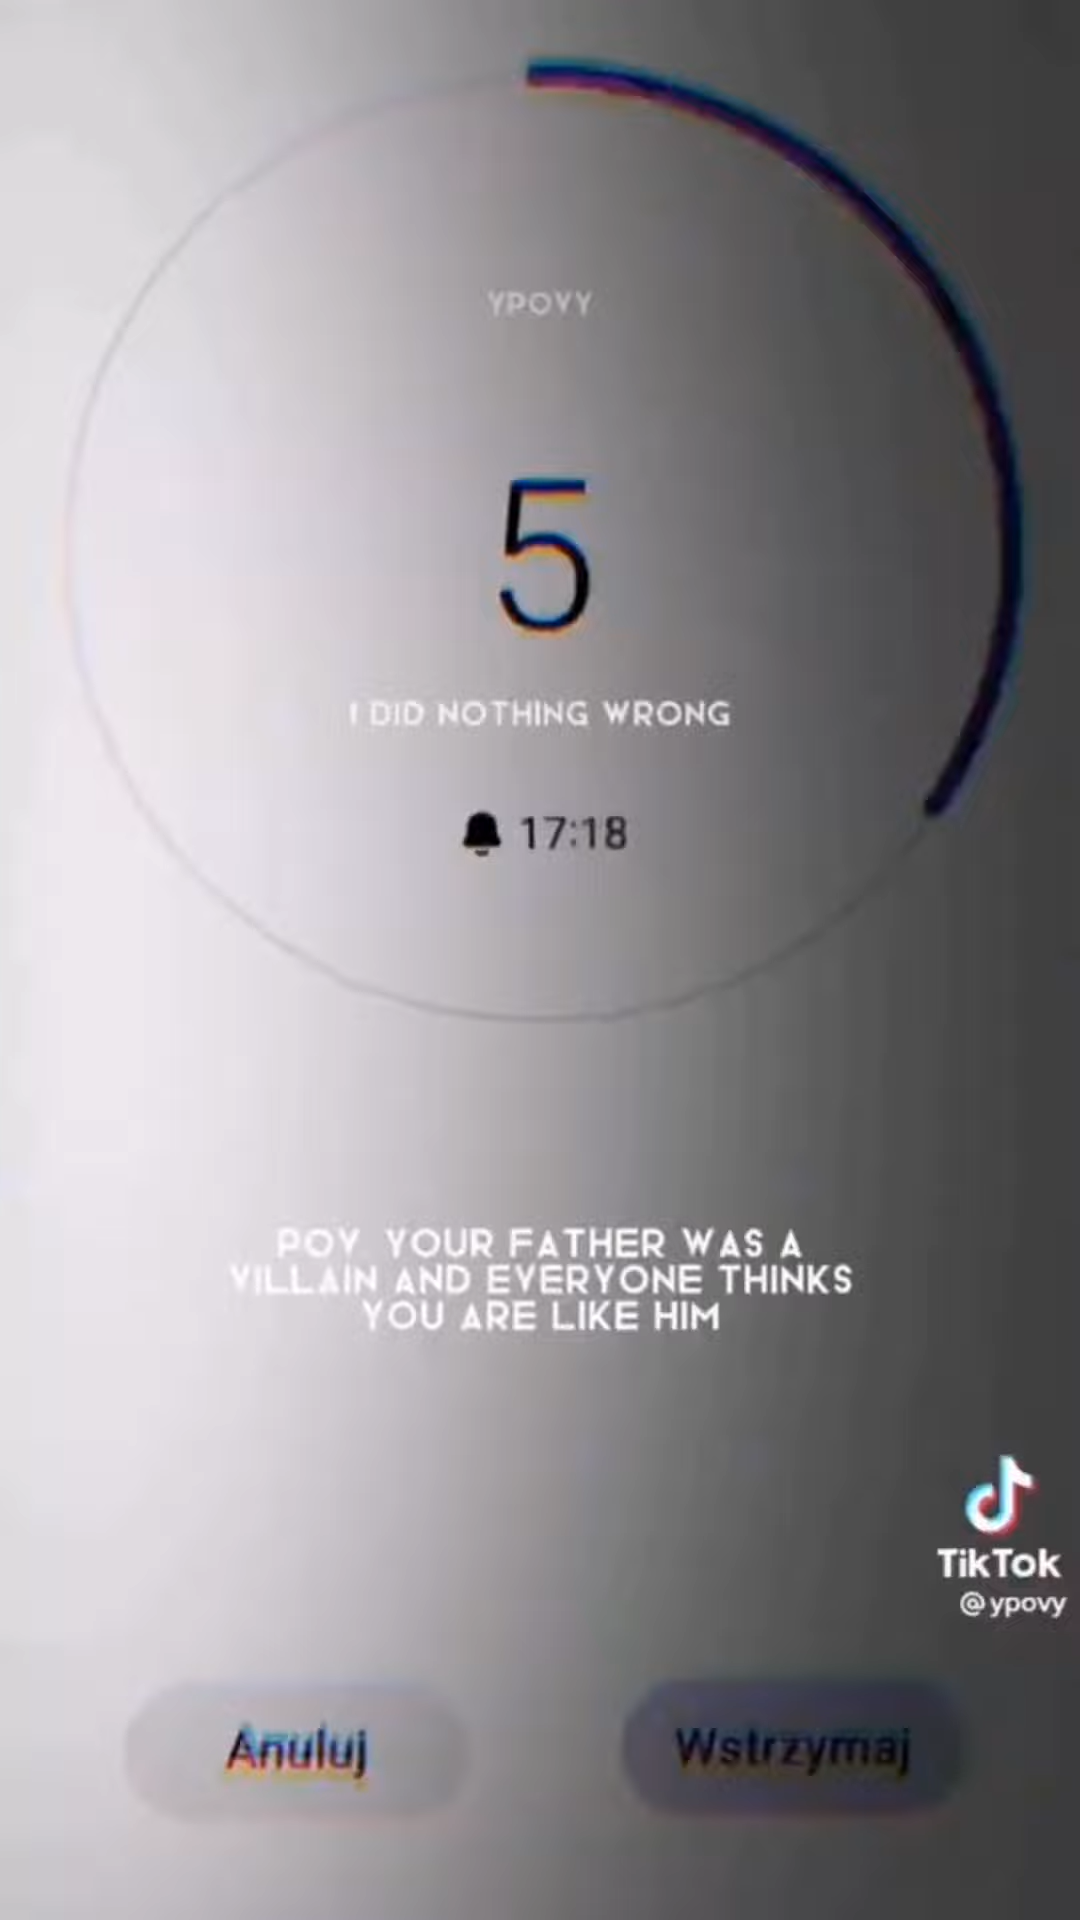 YPOVY
5
I DID NOTHING WRONG
17:18
POV YOUR FATHER WAS A
VILLAIN AND EVERYONE THINKS
YOU ARE LIKE HIM
TikTok
@ypovy
Anuluj
Wstrzymaj